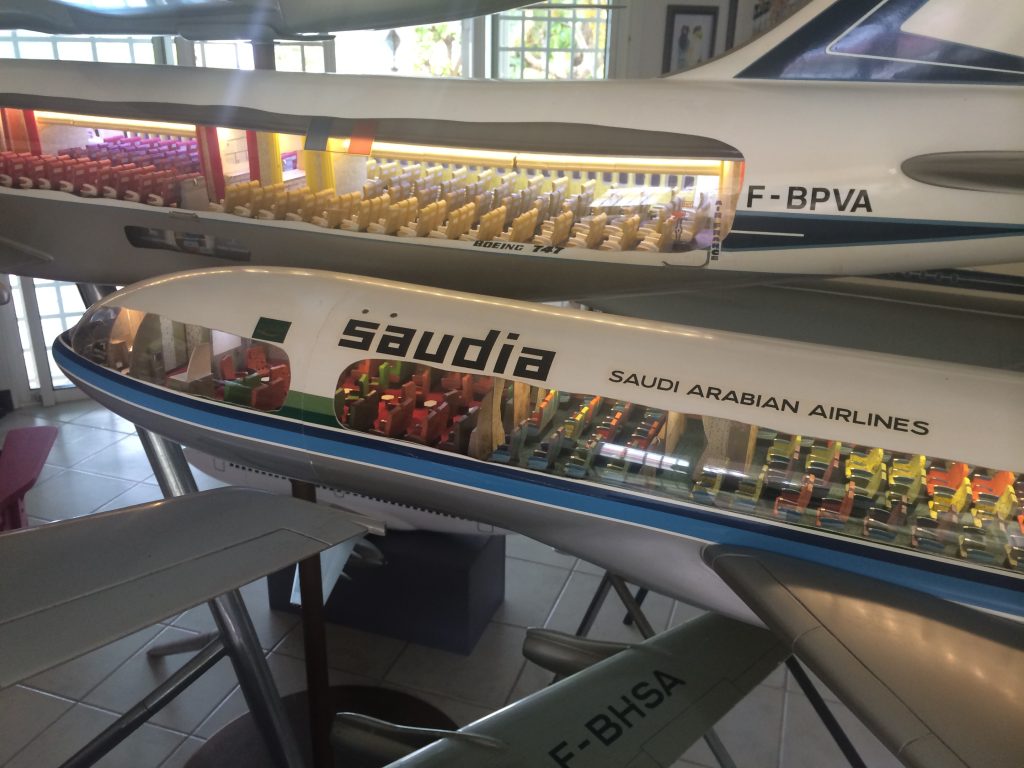 F-BPVA
BOEING 747
saudia
SAUDI ARABIAN AIRLINES
F-BHSA